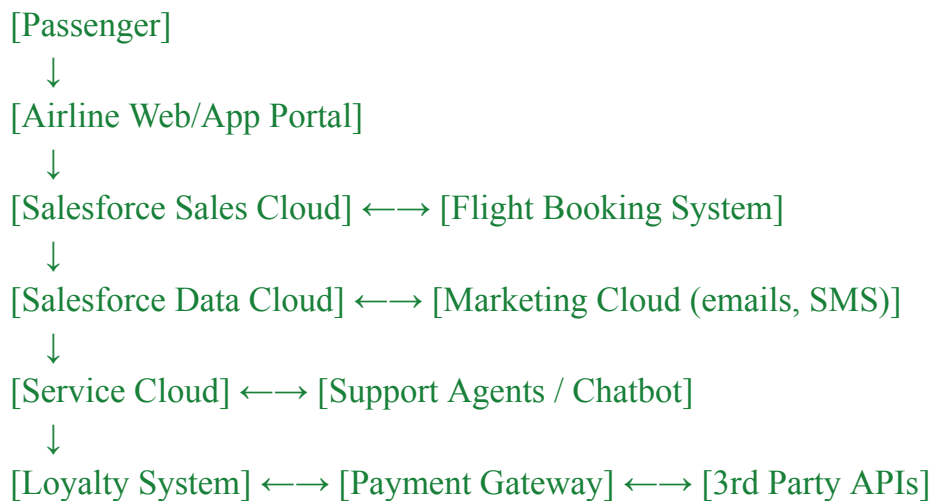 [Passenger]
↓
[Airline Web/App Portal]
↓
[Salesforce Sales Cloud] ←→ [Flight Booking System]
↓
[Salesforce Data Cloud] ←→ [Marketing Cloud (emails, SMS)]
↓
[Service Cloud] ←→ [Support Agents / Chatbot]
↓
[Loyalty System] ←→ [Payment Gateway] ←→ [3rd Party APIs]